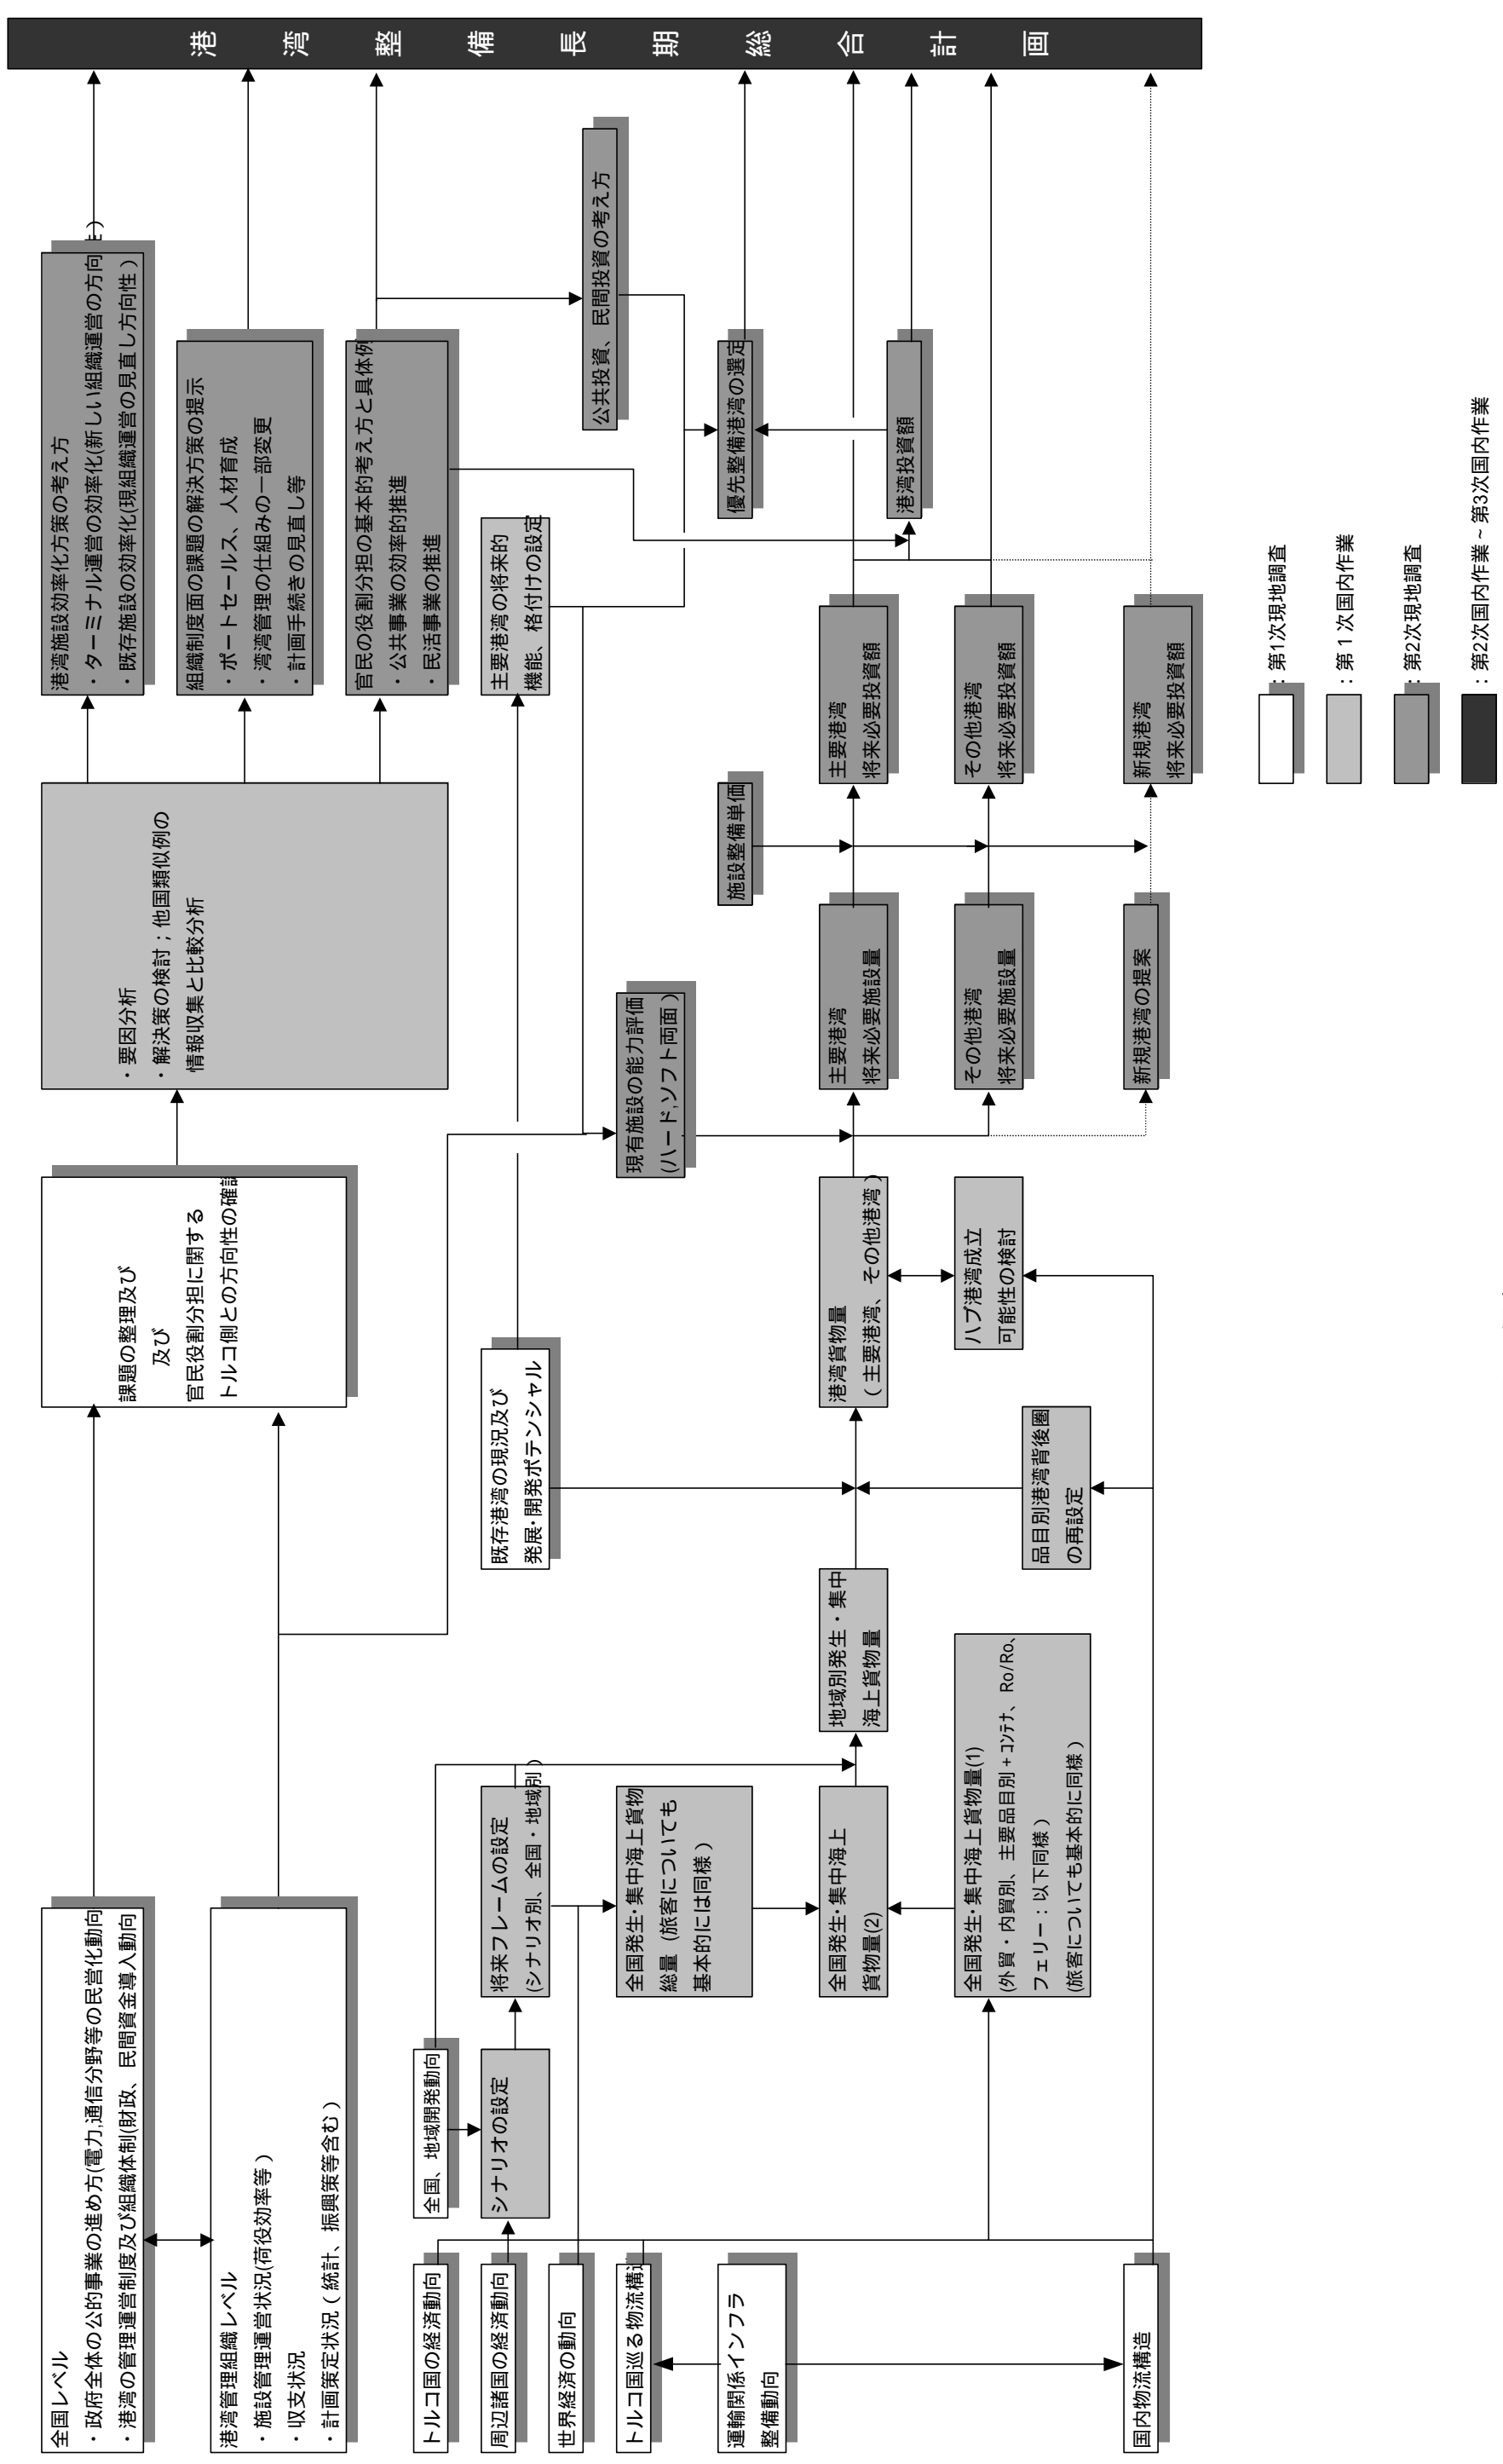 全国レベル
・政府全体の公的事業の進め方(電力,通信分野等の民営化動向
・港湾の管理運営制度及び組織体制(財政、民間資金導入動向
港湾管理組織レベル
・施設管理運営状況(荷役効率等)
・収支状況
・計画策定状況(統計、振興策等含む)
トルコ国の経済動向
周辺諸国の経済動向
世界経済の動向
トルコ国巡る物流構造
運輸関係インフラ
整備動向
国内物流構造
全国、地域開発動向
シナリオの設定
将来フレームの設定
(シナリオ別、全国・地域別)
全国発生・集中海上貨物
総量(旅客についても
基本的には同様)
全国発生・集中海上
貨物量(2)
全国発生・集中海上貨物量(1)
(外貿・内貿別、主要品目別+コンテナ、Ro/Ro、
フェリー:以下同様)
(旅客についても基本的に同様)
地域別発生・集中
海上貨物量
既存港湾の現況及び
発展・開発ポテンシャル
品目別港湾背後圏
の再設定
課題の整理及び
及び
官民役割分担に関する
トルコ側との方向性の確認
港湾貨物量
(主要港湾、その他港湾)
ハブ港湾成立
可能性の検討
・要因分析
・解決策の検討;他国類似例の
情報収集と比較分析
現有施設の能力評価
(ハード,ソフト両面)
主要港湾
将来必要施設量
その他港湾
将来必要施設量
新規港湾の提案
施設整備単価
港湾施設効率化方策の考え方
・ターミナル運営の効率化(新しい組織運営の方向性)
・既存施設の効率化(現組織運営の見直し方向性)
組織制度面の課題の解決方策の提示
・ポートセールス、人材育成
・湾湾管理の仕組みの一部変更
・計画手続きの見直し等
官民の役割分担の基本的考え方と具体例
・公共事業の効率的推進
・民活事業の推進
主要港湾の将来的
機能、格付けの設定
主要港湾
将来必要投資額
その他港湾
将来必要投資額
新規港湾
将来必要投資額
公共投資、民間投資の考え方
優先整備港湾の選定
港湾投資額
港湾整備長期総合計画
:第1次現地調査
:第1次国内作業
:第2次現地調査
:第2次国内作業~第3次国内作業